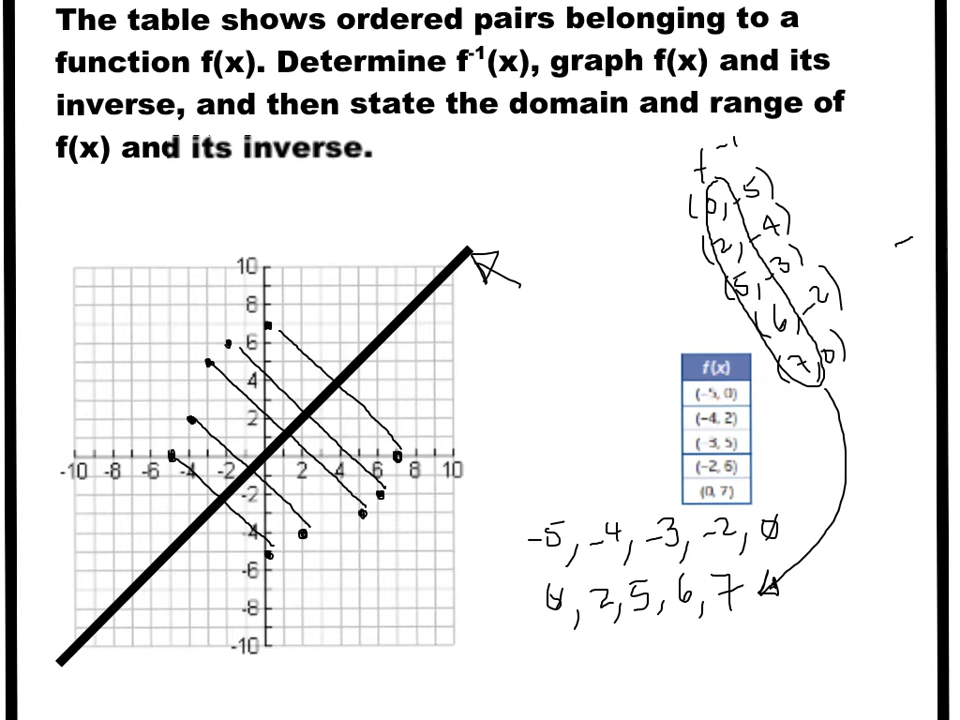 The table shows ordered pairs belonging to a
function f(x). Determine f⁻¹(x), graph f(x) and its
inverse, and then state the domain and range of
f(x) and its inverse.
f⁻¹
(0, -5)
(2, -4)
(5, -3)
(6, -2)
(7, 0)
10
8
6
4
2
-10 -8 -6 -4 -2 2 4 6 8 10
-2
-4
-6
-8
-10
f(x)
(-5, 0)
(-4, 2)
(-3, 5)
(-2, 6)
(0, 7)
-5, -4, -3, -2, 0
0, 2, 5, 6, 7